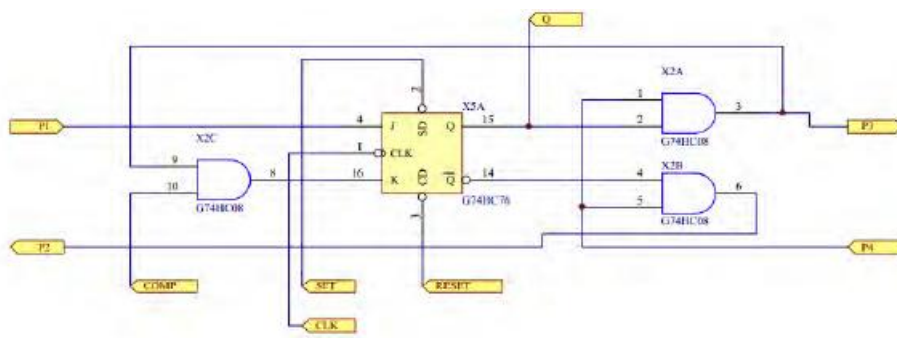 Q
X2A
2
X5A
1
3
P1
4
J
SD
Q
15
2
P3
X2C
1
CLK
G74HC08
9
X2B
8
16
K
CD
Q
14
4
6
10
G74HC08
G74HC76
5
3
G74HC08
P2
P4
COMP
SET
RESET
CLK